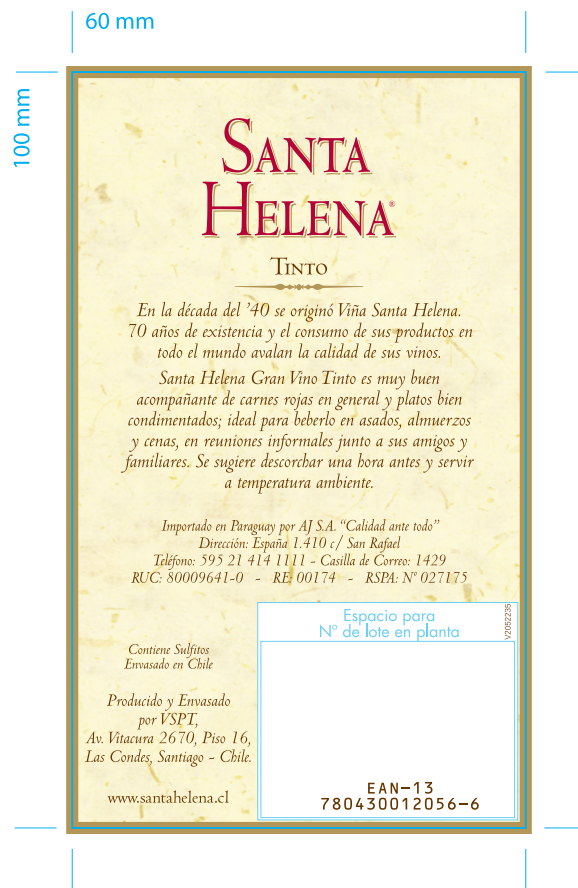 60 mm
100 mm
SANTA
HELENA®
TINTO
En la década del ’40 se originó Viña Santa Helena.
70 años de existencia y el consumo de sus productos en
todo el mundo avalan la calidad de sus vinos.
Santa Helena Gran Vino Tinto es muy buen
acompañante de carnes rojas en general y platos bien
condimentados; ideal para beberlo en asados, almuerzos
y cenas, en reuniones informales junto a sus amigos y
familiares. Se sugiere descorchar una hora antes y servir
a temperatura ambiente.
Importado en Paraguay por AJ S.A. “Calidad ante todo”
Dirección: España 1.410 c/ San Rafael
Teléfono: 595 21 414 1111 - Casilla de Correo: 1429
RUC: 80009641-0 - RE: 00174 - RSPA: Nº 027175
Espacio para
Nº de lote en planta
V2052235
Contiene Sulfitos
Envasado en Chile
Producido y Envasado
por VSPT,
Av. Vitacura 2670, Piso 16,
Las Condes, Santiago - Chile.
www.santahelena.cl
EAN-13
780430012056-6